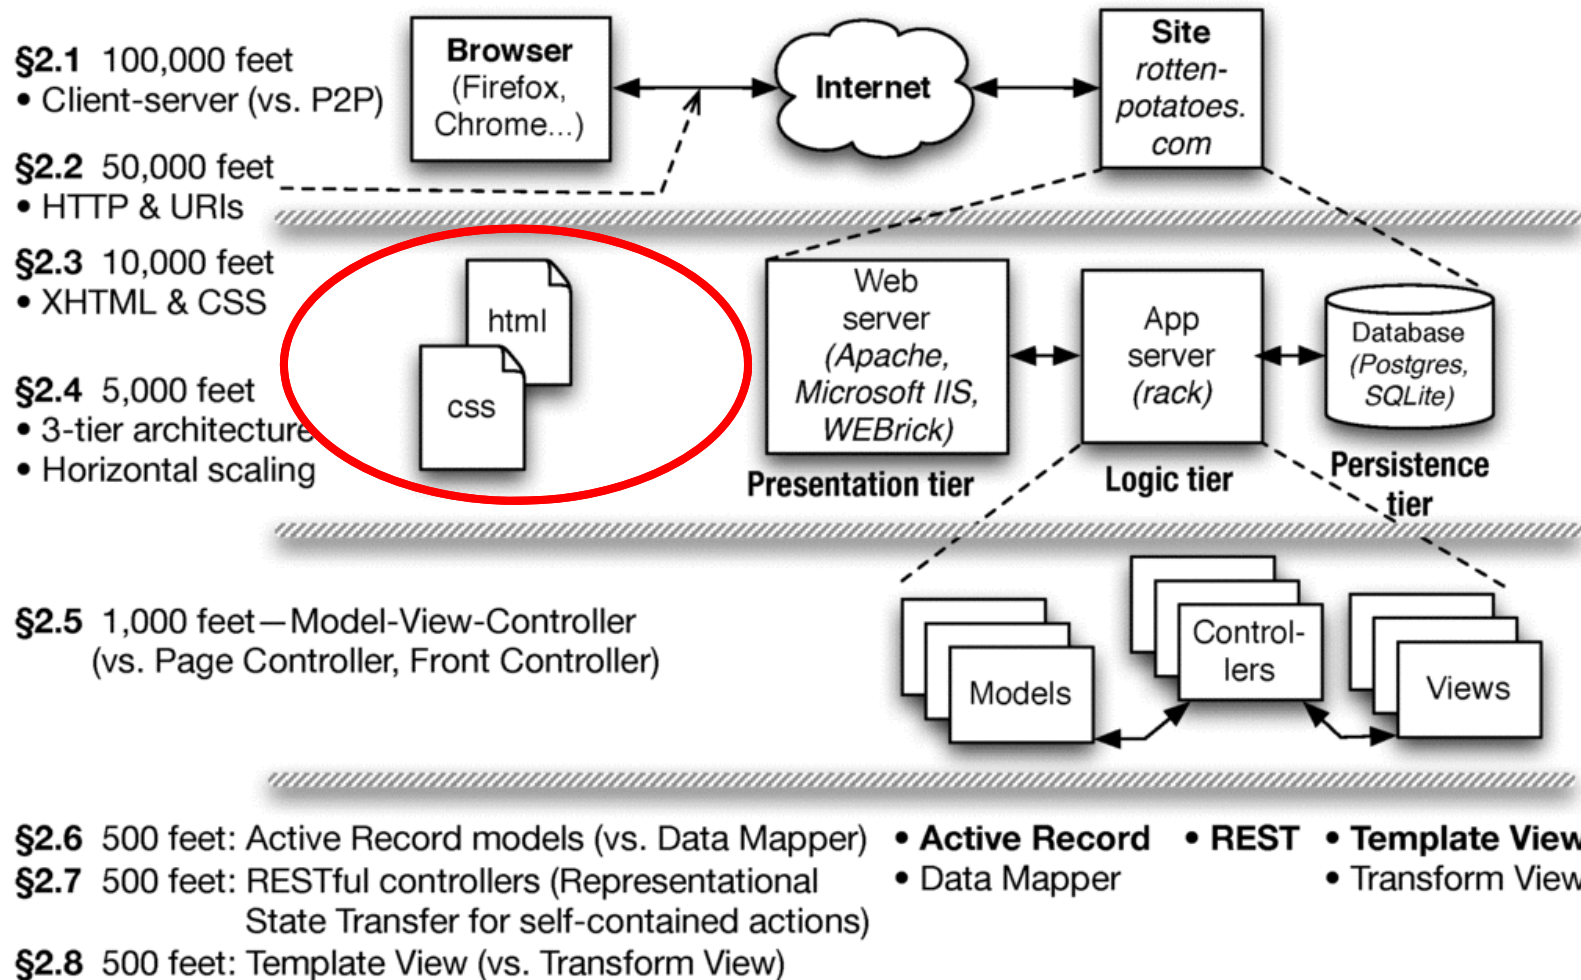 §2.1 100,000 feet
• Client-server (vs. P2P)
§2.2 50,000 feet
• HTTP & URIs
§2.3 10,000 feet
• XHTML & CSS
§2.4 5,000 feet
• 3-tier architecture
• Horizontal scaling
Browser
(Firefox,
Chrome...)
Internet
Site
rotten-
potatoes.
com
html
css
Web
server
(Apache,
Microsoft IIS,
WEBrick)
Presentation tier
App
server
(rack)
Logic tier
Database
(Postgres,
SQLite)
Persistence
tier
§2.5 1,000 feet—Model-View-Controller
(vs. Page Controller, Front Controller)
Models
Control-
lers
Views
§2.6 500 feet: Active Record models (vs. Data Mapper)
§2.7 500 feet: RESTful controllers (Representational
State Transfer for self-contained actions)
§2.8 500 feet: Template View (vs. Transform View)
• Active Record
• Data Mapper
• REST
• Template View
• Transform View